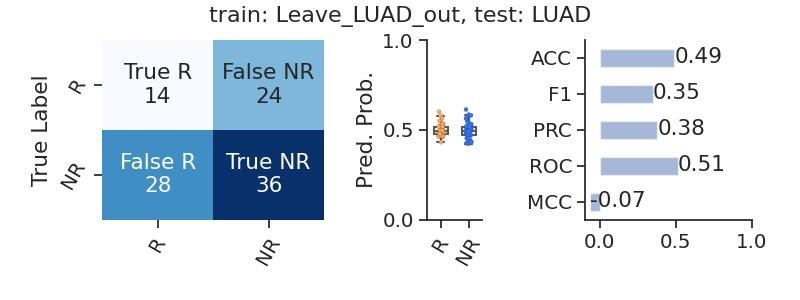 train: Leave_LUAD_out, test: LUAD
True Label
R
NR
True R
14
False NR
24
False R
28
True NR
36
R
NR
Pred. Prob.
1.0
0.5
0.0
R
NR
ACC
0.49
F1
0.35
PRC
0.38
ROC
0.51
MCC
-0.07
0.0
0.5
1.0